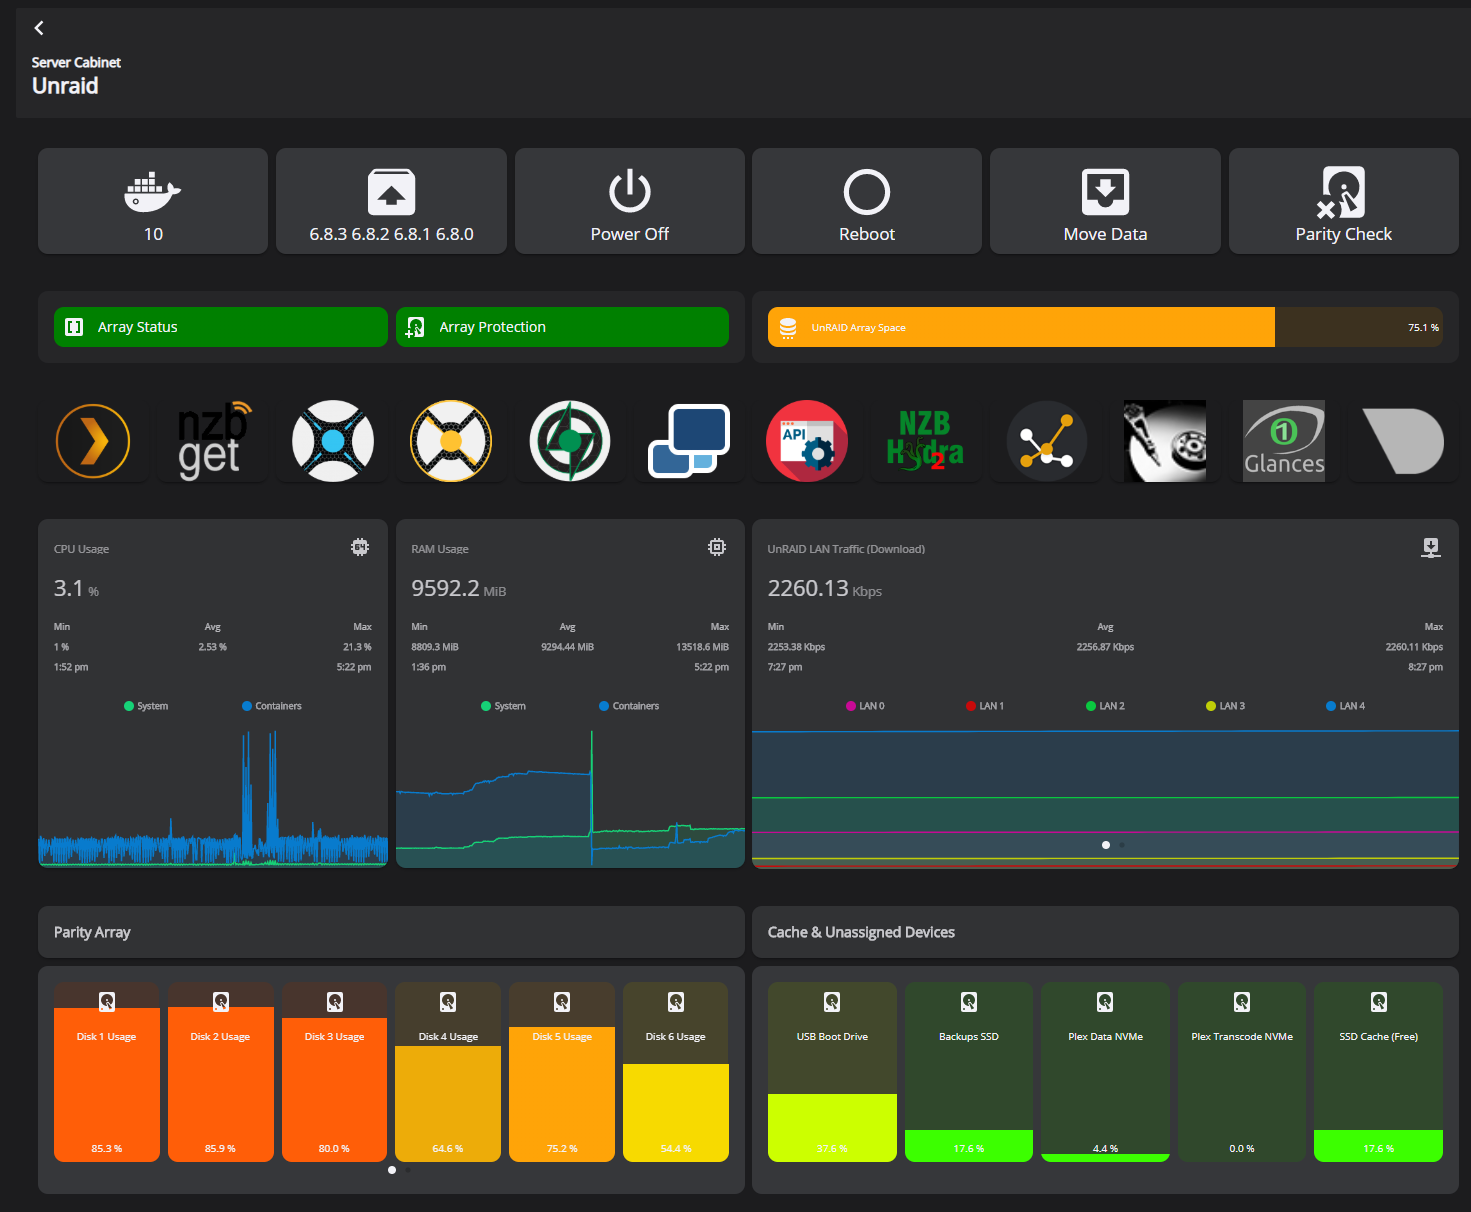 Server Cabinet
Unraid
10
6.8.3 6.8.2 6.8.1 6.8.0
Power Off
Reboot
Move Data
Parity Check
Array Status
Array Protection
UnRAID Array Space
75.1 %
nzb
get
API
NZB
Hydra
2
1
Glances
CPU Usage
64
3.1 %
Min Avg Max
1 % 2.53 % 21.3 %
1:52 pm 5:22 pm
System Containers
RAM Usage
9592.2 MiB
Min Avg Max
8809.3 MiB 9294.44 MiB 13518.6 MiB
1:36 pm 5:22 pm
System Containers
UnRAID LAN Traffic (Download)
2260.13 Kbps
Min Avg Max
2253.38 Kbps 2256.87 Kbps 2260.11 Kbps
7:27 pm 8:27 pm
LAN 0 LAN 1 LAN 2 LAN 3 LAN 4
Parity Array
Disk 1 Usage Disk 2 Usage Disk 3 Usage Disk 4 Usage Disk 5 Usage Disk 6 Usage
85.3 % 85.9 % 80.0 % 64.6 % 75.2 % 54.4 %
Cache & Unassigned Devices
USB Boot Drive Backups SSD Plex Data NVMe Plex Transcode NVMe SSD Cache (Free)
37.6 % 17.6 % 4.4 % 0.0 % 17.6 %